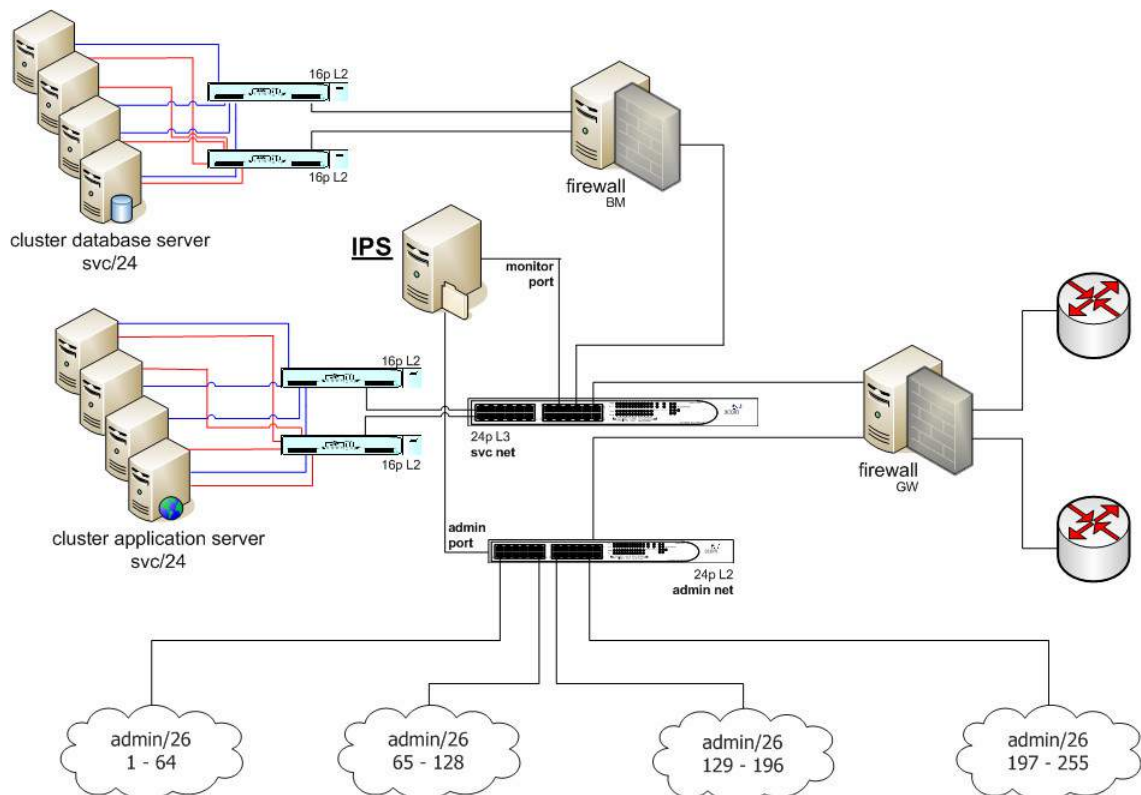 16p L2
16p L2
firewall
BM
cluster database server
svc/24
IPS
monitor
port
16p L2
16p L2
24p L3
svc net
firewall
GW
cluster application server
svc/24
admin
port
24p L2
admin net
admin/26
1 - 64
admin/26
65 - 128
admin/26
129 - 196
admin/26
197 - 255